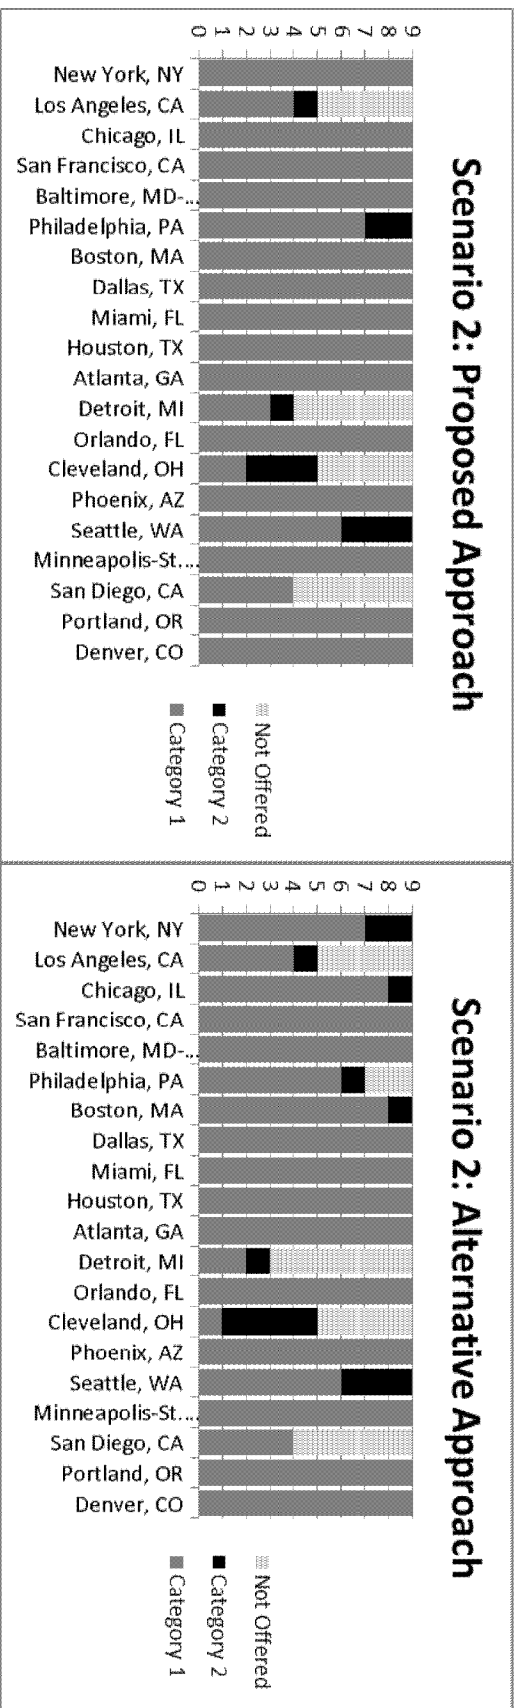 Scenario 2: Proposed Approach
9
8
7
6
5
4
3
2
1
0
New York, NY
Los Angeles, CA
Chicago, IL
San Francisco, CA
Baltimore, MD-...
Philadelphia, PA
Boston, MA
Dallas, TX
Miami, FL
Houston, TX
Atlanta, GA
Detroit, MI
Orlando, FL
Cleveland, OH
Phoenix, AZ
Seattle, WA
Minneapolis-St....
San Diego, CA
Portland, OR
Denver, CO
Not Offered
Category 2
Category 1
Scenario 2: Alternative Approach
9
8
7
6
5
4
3
2
1
0
New York, NY
Los Angeles, CA
Chicago, IL
San Francisco, CA
Baltimore, MD-...
Philadelphia, PA
Boston, MA
Dallas, TX
Miami, FL
Houston, TX
Atlanta, GA
Detroit, MI
Orlando, FL
Cleveland, OH
Phoenix, AZ
Seattle, WA
Minneapolis-St....
San Diego, CA
Portland, OR
Denver, CO
Not Offered
Category 2
Category 1